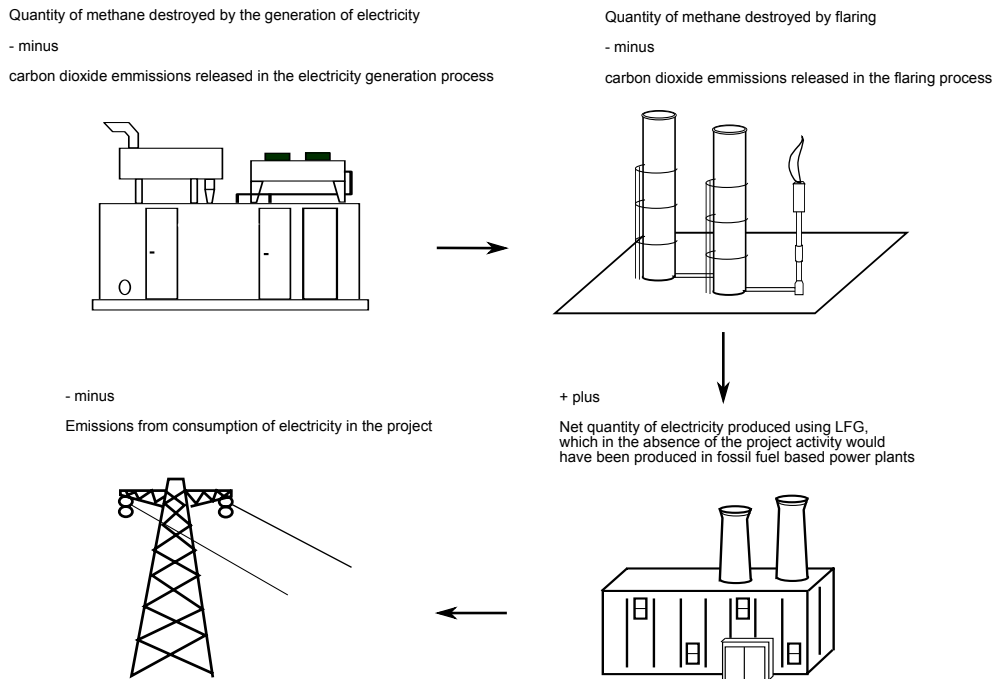 Quantity of methane destroyed by the generation of electricity
- minus
carbon dioxide emmissions released in the electricity generation process
Quantity of methane destroyed by flaring
- minus
carbon dioxide emmissions released in the flaring process
+ plus
Net quantity of electricity produced using LFG,
which in the absence of the project activity would
have been produced in fossil fuel based power plants
- minus
Emissions from consumption of electricity in the project